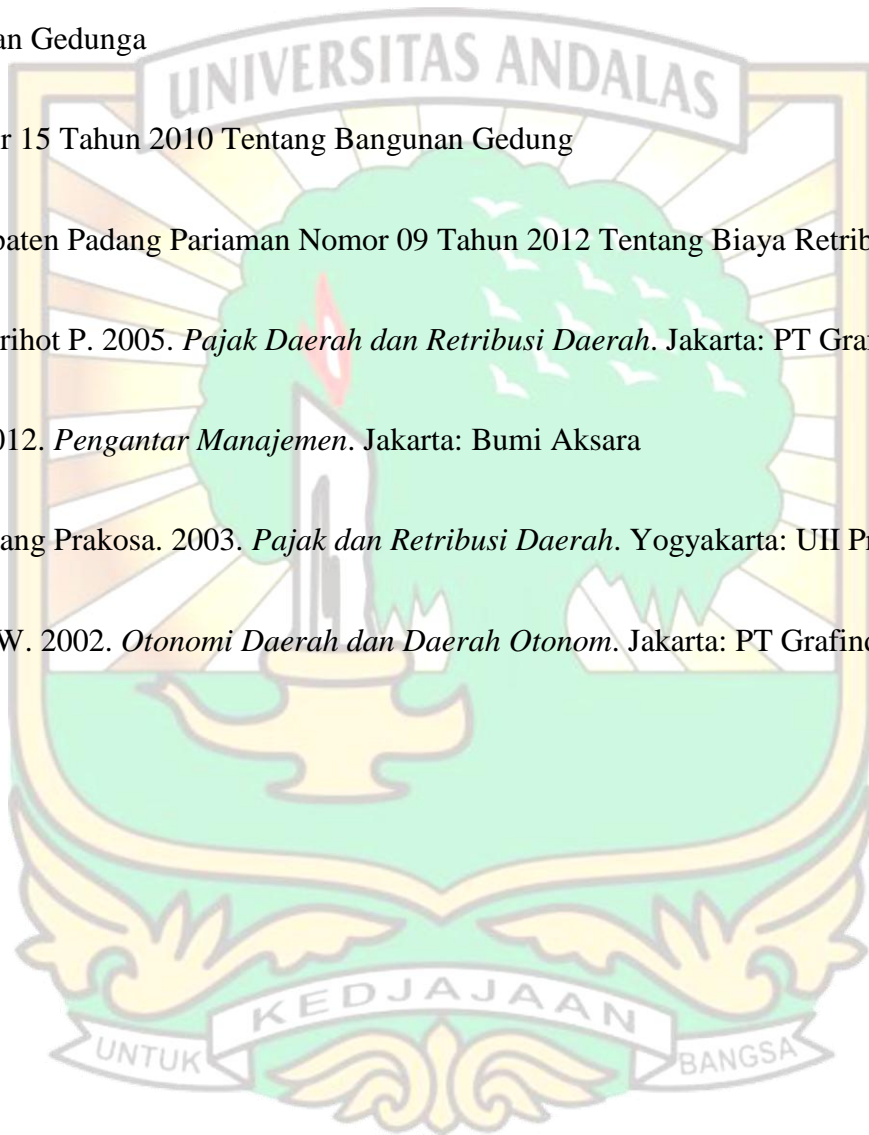 an Gedunga
UNIVERSITAS ANDALAS
r 15 Tahun 2010 Tentang Bangunan Gedung
paten Padang Pariaman Nomor 09 Tahun 2012 Tentang Biaya Retrib
rihot P. 2005. Pajak Daerah dan Retribusi Daerah. Jakarta: PT Gra
012. Pengantar Manajemen. Jakarta: Bumi Aksara
ang Prakosa. 2003. Pajak dan Retribusi Daerah. Yogyakarta: UII P
W. 2002. Otonomi Daerah dan Daerah Otonom. Jakarta: PT Grafin
KEDJAJAAN
UNTUK BANGSA